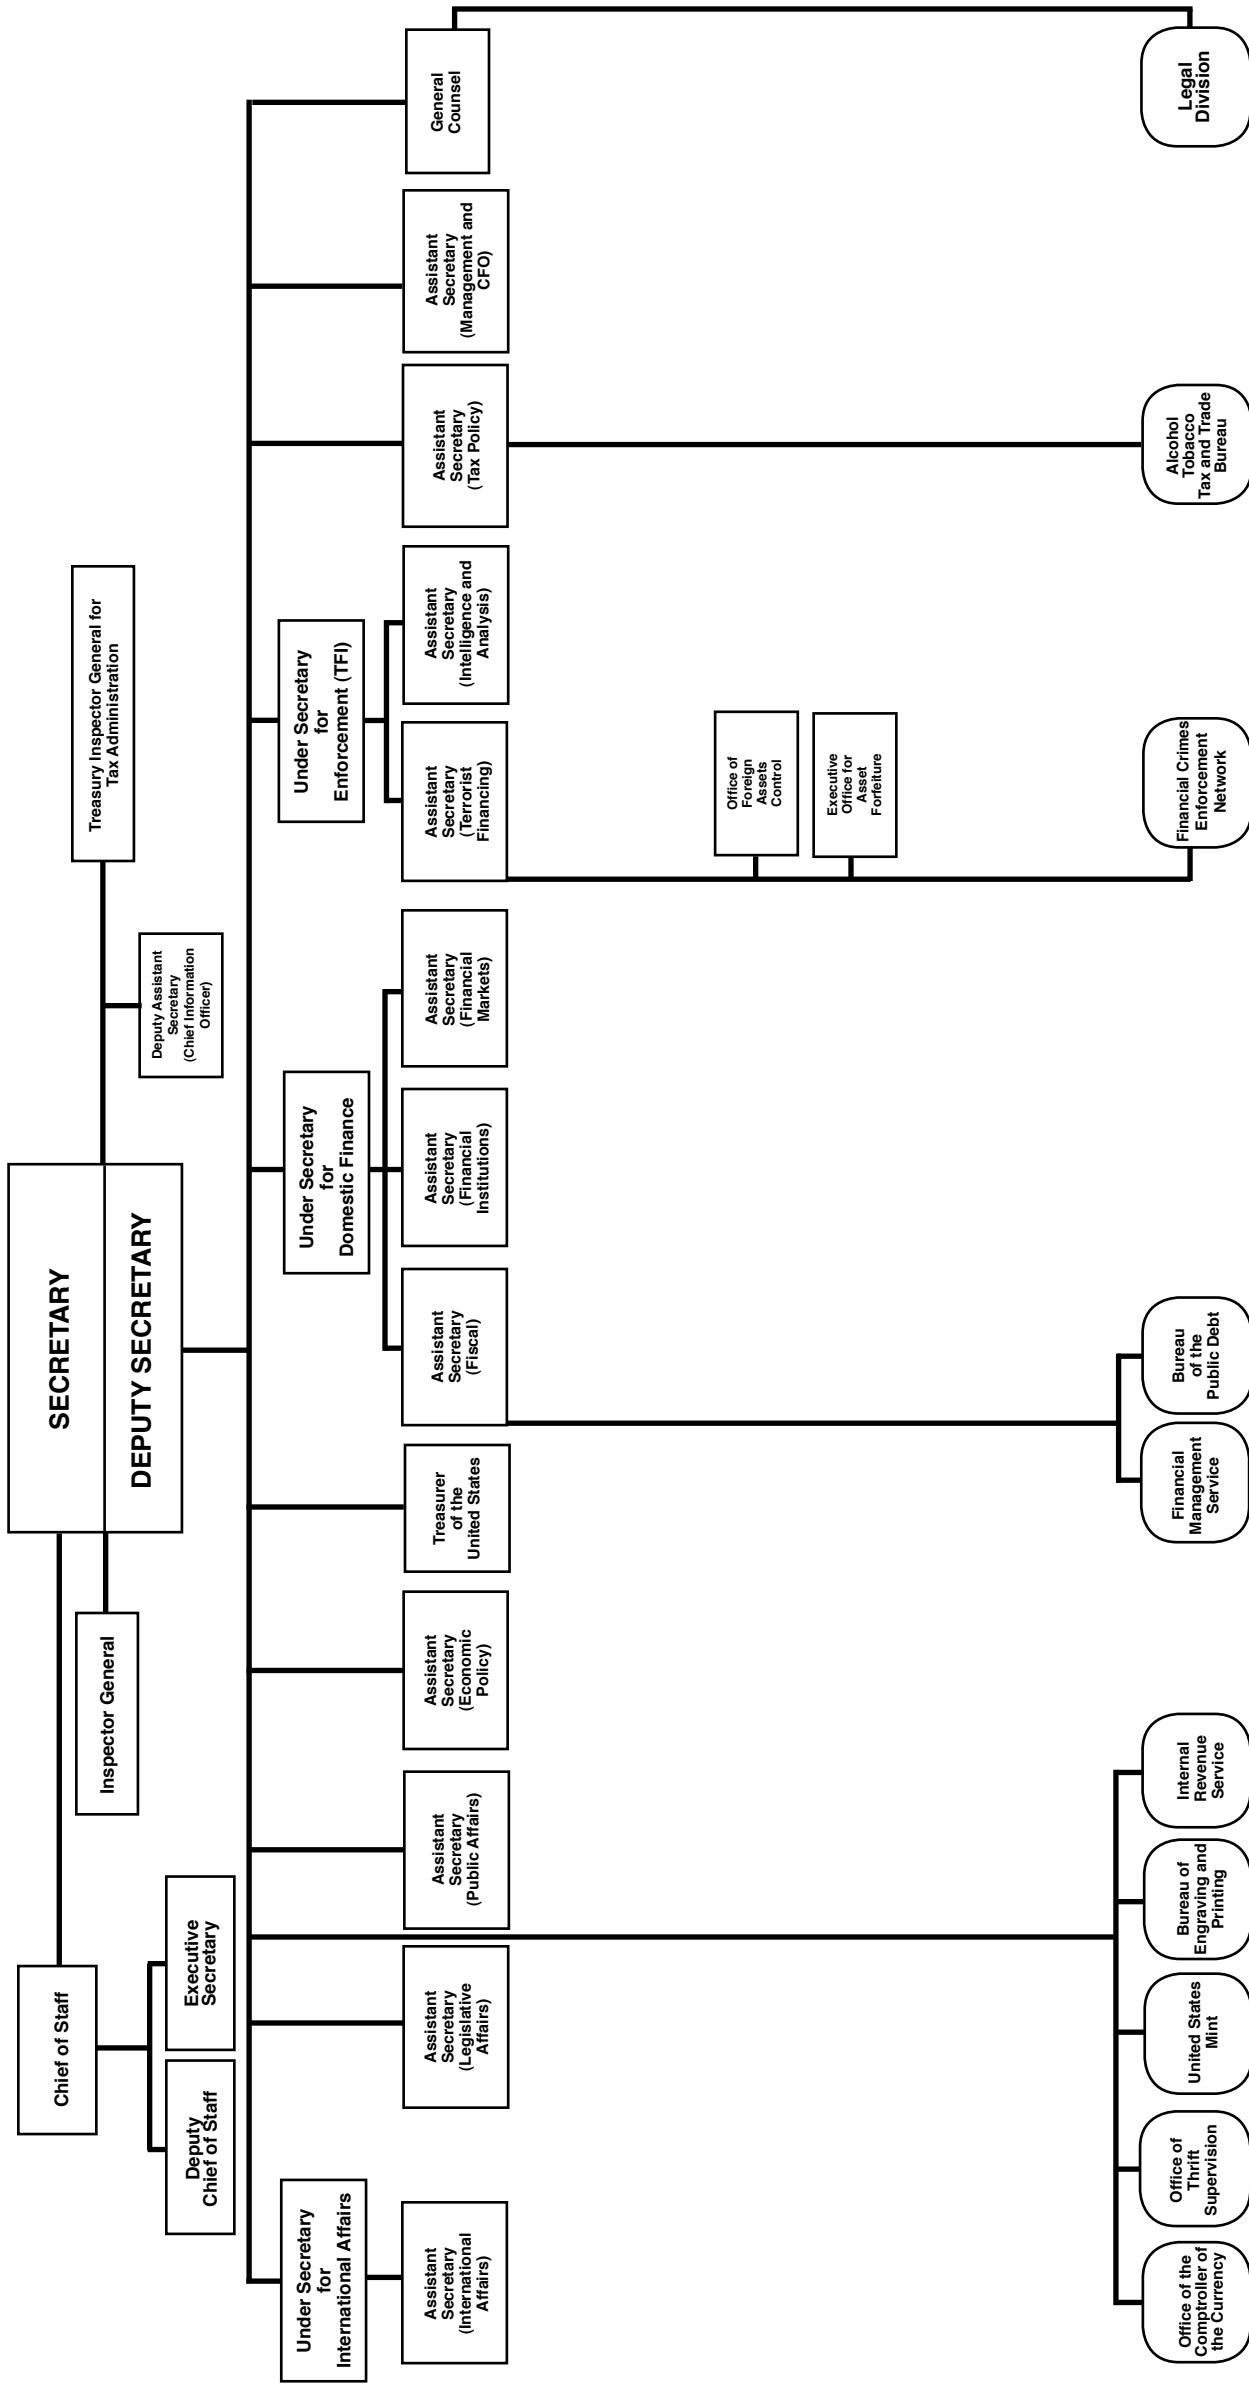 SECRETARY
DEPUTY SECRETARY
Chief of Staff
Deputy
Chief of Staff
Executive
Secretary
Inspector General
Treasury Inspector General for
Tax Administration
Deputy Assistant
Secretary
(Chief Information
Officer)
Under Secretary
for
International Affairs
Under Secretary
for
Domestic Finance
Under Secretary
for
Enforcement (TFI)
Assistant
Secretary
(International
Affairs)
Assistant
Secretary
(Legislative
Affairs)
Assistant
Secretary
(Public Affairs)
Assistant
Secretary
(Economic
Policy)
Treasurer
of the
United States
Assistant
Secretary
(Fiscal)
Assistant
Secretary
(Financial
Institutions)
Assistant
Secretary
(Financial
Markets)
Assistant
Secretary
(Terrorist
Financing)
Assistant
Secretary
(Intelligence and
Analysis)
Assistant
Secretary
(Tax Policy)
Assistant
Secretary
(Management and
CFO)
General
Counsel
Office of
Foreign
Assets
Control
Executive
Office for
Asset
Forfeiture
Office of the
Comptroller of
the Currency
Office of
Thrift
Supervision
United States
Mint
Bureau of
Engraving and
Printing
Internal
Revenue
Service
Financial
Management
Service
Bureau
of the
Public Debt
Financial Crimes
Enforcement
Network
Alcohol
Tobacco
Tax and Trade
Bureau
Legal
Division